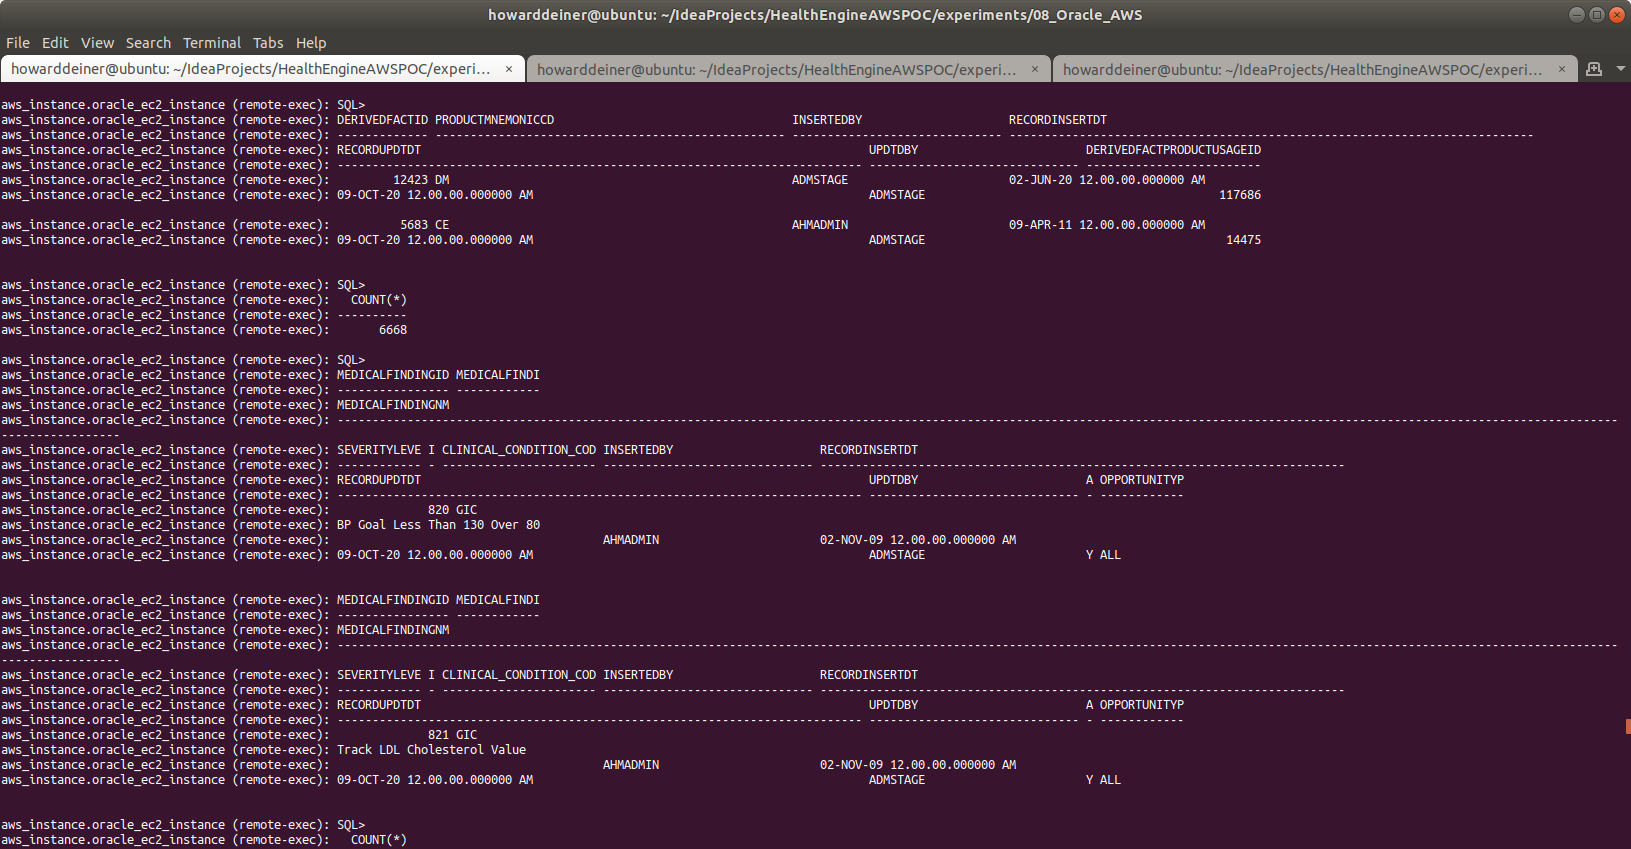 howarddeiner@ubuntu: ~/IdeaProjects/HealthEngineAWSPOC/experiments/08_Oracle_AWS
File Edit View Search Terminal Tabs Help
howarddeiner@ubuntu: ~/IdeaProjects/HealthEngineAWSPOC/experi... × howarddeiner@ubuntu: ~/IdeaProjects/HealthEngineAWSPOC/experi... × howarddeiner@ubuntu: ~/IdeaProjects/HealthEngineAWSPOC/experi... ×
aws_instance.oracle_ec2_instance (remote-exec): SQL>
aws_instance.oracle_ec2_instance (remote-exec): DERIVEDFACTID PRODUCTMNEMONICCD INSERTEDBY RECORDINSERTDT
aws_instance.oracle_ec2_instance (remote-exec): ------------- -------------------------------------------------- ------------------------------ ---------------------------------------------------------------------------
aws_instance.oracle_ec2_instance (remote-exec): RECORDUPDTDT UPDTDBY DERIVEDFACTPRODUCTUSAGEID
aws_instance.oracle_ec2_instance (remote-exec): --------------------------------------------------------------------------- ------------------------------ -------------------------
aws_instance.oracle_ec2_instance (remote-exec): 12423 DM ADMSTAGE 02-JUN-20 12.00.00.000000 AM
aws_instance.oracle_ec2_instance (remote-exec): 09-OCT-20 12.00.00.000000 AM ADMSTAGE 117686
aws_instance.oracle_ec2_instance (remote-exec): 5683 CE AHMADMIN 09-APR-11 12.00.00.000000 AM
aws_instance.oracle_ec2_instance (remote-exec): 09-OCT-20 12.00.00.000000 AM ADMSTAGE 14475
aws_instance.oracle_ec2_instance (remote-exec): SQL>
aws_instance.oracle_ec2_instance (remote-exec): COUNT(*)
aws_instance.oracle_ec2_instance (remote-exec): ----------
aws_instance.oracle_ec2_instance (remote-exec): 6668
aws_instance.oracle_ec2_instance (remote-exec): SQL>
aws_instance.oracle_ec2_instance (remote-exec): MEDICALFINDINGID MEDICALFINDI
aws_instance.oracle_ec2_instance (remote-exec): ---------------- ------------
aws_instance.oracle_ec2_instance (remote-exec): MEDICALFINDINGNM
aws_instance.oracle_ec2_instance (remote-exec): ---------------------------------------------------------------------------------------------------------------------------------------------------------------------------------------
-----------------
aws_instance.oracle_ec2_instance (remote-exec): SEVERITYLEVE I CLINICAL_CONDITION_COD INSERTEDBY RECORDINSERTDT
aws_instance.oracle_ec2_instance (remote-exec): ------------ - ---------------------- ------------------------------ ---------------------------------------------------------------------------
aws_instance.oracle_ec2_instance (remote-exec): RECORDUPDTDT UPDTDBY A OPPORTUNITYP
aws_instance.oracle_ec2_instance (remote-exec): --------------------------------------------------------------------------- ------------------------------ - ------------
aws_instance.oracle_ec2_instance (remote-exec): 820 GIC
aws_instance.oracle_ec2_instance (remote-exec): BP Goal Less Than 130 Over 80
aws_instance.oracle_ec2_instance (remote-exec): AHMADMIN 02-NOV-09 12.00.00.000000 AM
aws_instance.oracle_ec2_instance (remote-exec): 09-OCT-20 12.00.00.000000 AM ADMSTAGE Y ALL
aws_instance.oracle_ec2_instance (remote-exec): MEDICALFINDINGID MEDICALFINDI
aws_instance.oracle_ec2_instance (remote-exec): ---------------- ------------
aws_instance.oracle_ec2_instance (remote-exec): MEDICALFINDINGNM
aws_instance.oracle_ec2_instance (remote-exec): ---------------------------------------------------------------------------------------------------------------------------------------------------------------------------------------
-----------------
aws_instance.oracle_ec2_instance (remote-exec): SEVERITYLEVE I CLINICAL_CONDITION_COD INSERTEDBY RECORDINSERTDT
aws_instance.oracle_ec2_instance (remote-exec): ------------ - ---------------------- ------------------------------ ---------------------------------------------------------------------------
aws_instance.oracle_ec2_instance (remote-exec): RECORDUPDTDT UPDTDBY A OPPORTUNITYP
aws_instance.oracle_ec2_instance (remote-exec): --------------------------------------------------------------------------- ------------------------------ - ------------
aws_instance.oracle_ec2_instance (remote-exec): 821 GIC
aws_instance.oracle_ec2_instance (remote-exec): Track LDL Cholesterol Value
aws_instance.oracle_ec2_instance (remote-exec): AHMADMIN 02-NOV-09 12.00.00.000000 AM
aws_instance.oracle_ec2_instance (remote-exec): 09-OCT-20 12.00.00.000000 AM ADMSTAGE Y ALL
aws_instance.oracle_ec2_instance (remote-exec): SQL>
aws_instance.oracle_ec2_instance (remote-exec): COUNT(*)